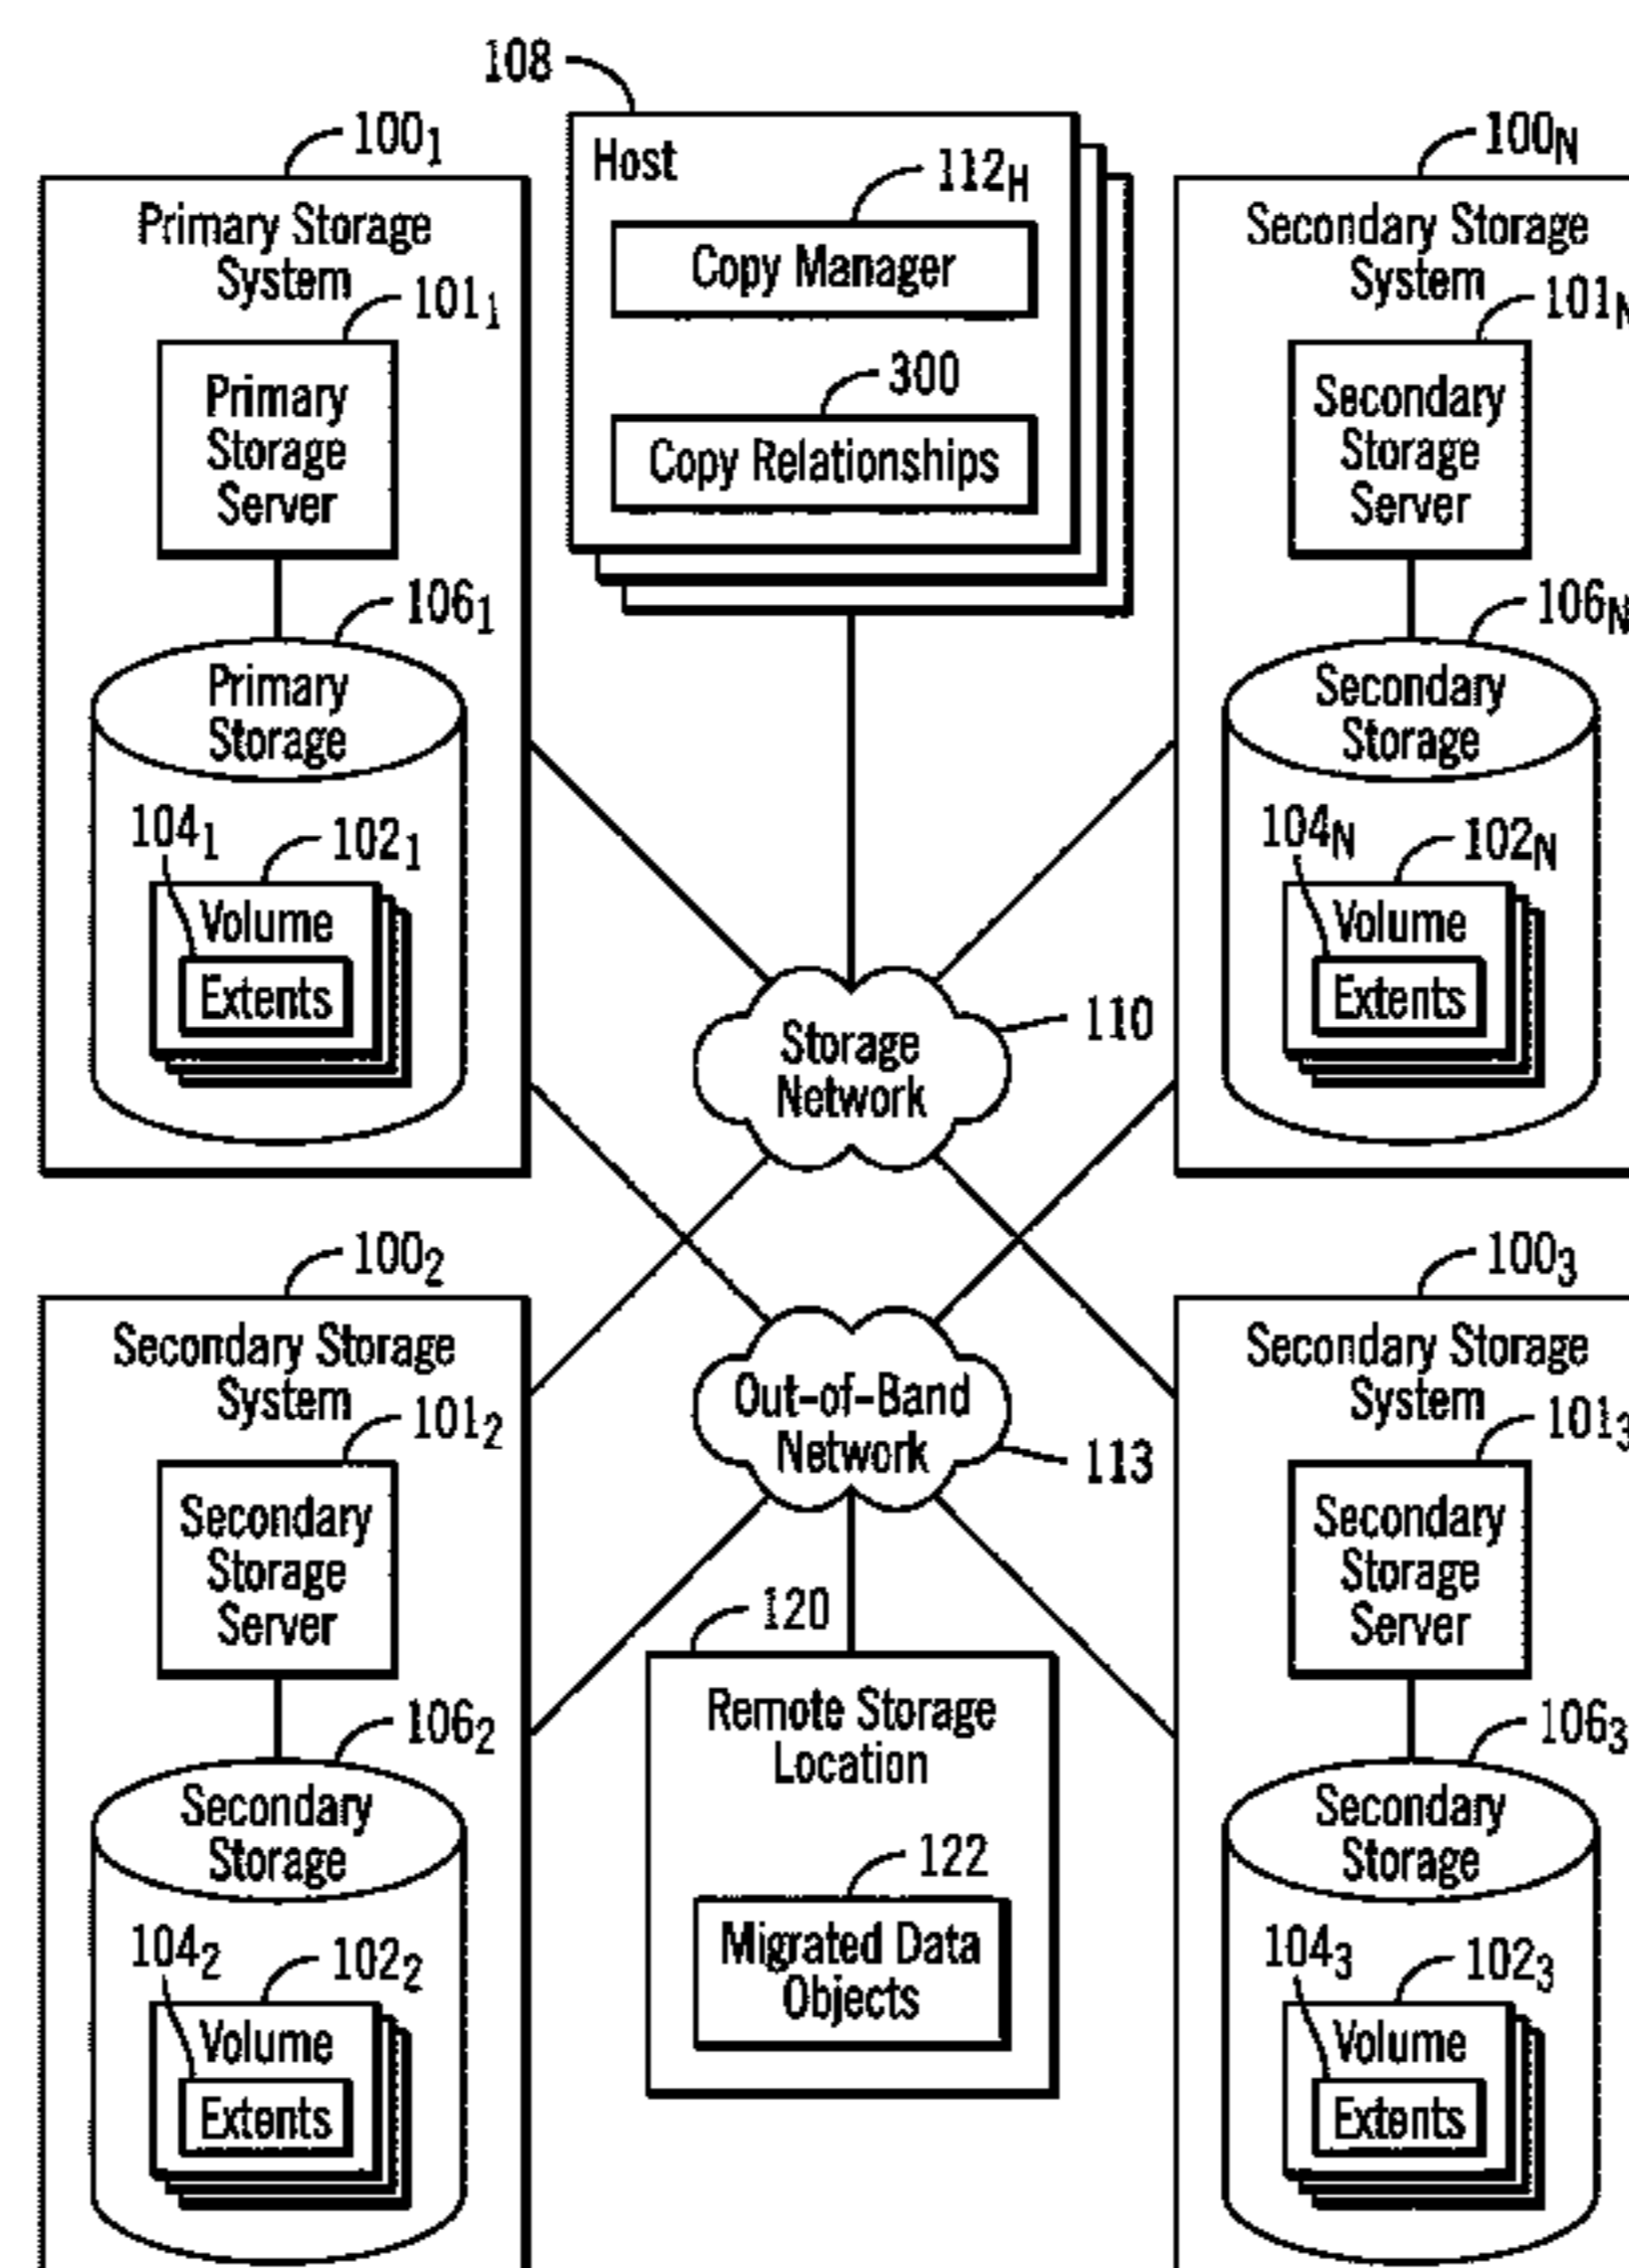 108
Host
112H
Copy Manager
300
Copy Relationships
1001
Primary Storage
System
1011
Primary
Storage
Server
1061
Primary
Storage
1041
1021
Volume
Extents
100N
Secondary Storage
System
101N
Secondary
Storage
Server
106N
Secondary
Storage
104N
102N
Volume
Extents
Storage
Network
110
Out-of-Band
Network
113
1002
Secondary Storage
System
1012
Secondary
Storage
Server
1062
Secondary
Storage
1042
1022
Volume
Extents
120
Remote Storage
Location
122
Migrated Data
Objects
1003
Secondary Storage
System
1013
Secondary
Storage
Server
1063
Secondary
Storage
1043
1023
Volume
Extents